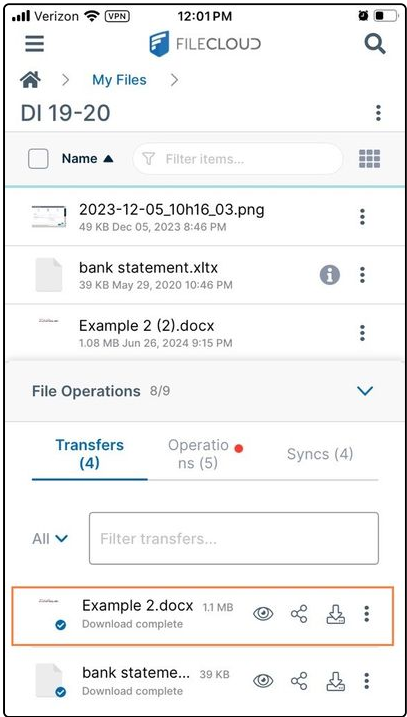 Verizon VPN 12:01PM
FILECLOUD
My Files
DI 19-20
Name Filter items...
2023-12-05_10h16_03.png
49 KB Dec 05, 2023 8:46 PM
bank statement.xltx
39 KB May 29, 2020 10:46 PM
Example 2 (2).docx
1.08 MB Jun 26, 2024 9:15 PM
File Operations 8/9
Transfers
(4)
Operatio
ns (5)
Syncs (4)
All Filter transfers...
Example 2.docx 1.1 MB
Download complete
bank stateme... 39 KB
Download complete